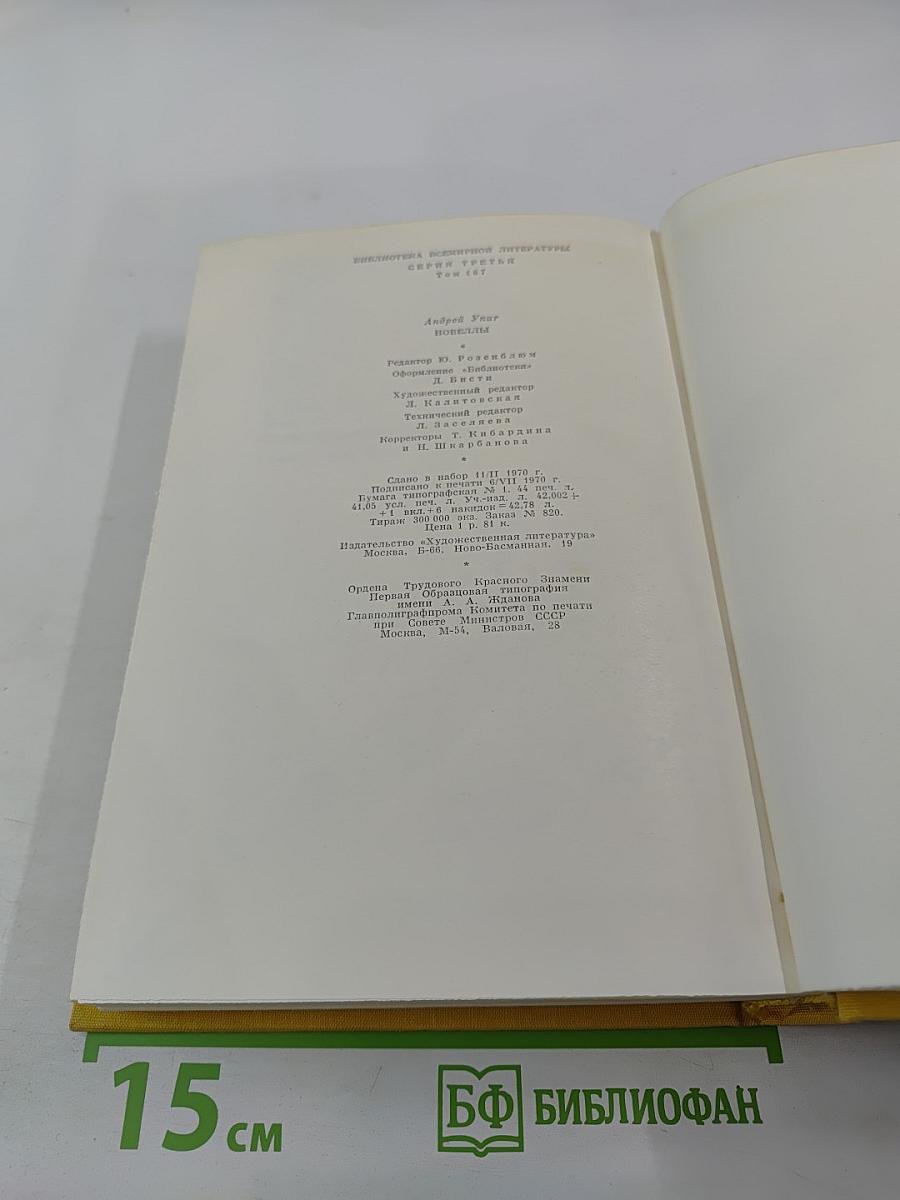 БИБЛИОТЕКА ВСЕМИРНОЙ ЛИТЕРАТУРЫ
СЕРИЯ ТРЕТЬЯ
Том 167
Андрей Упит
НОВЕЛЛЫ
*
Редактор Ю. Розенблюм
Оформление «Библиотеки»
Д. Бисти
Художественный редактор
Л. Калитовская
Технический редактор
Л. Заселяева
Корректоры Т. Кибардина
и Н. Шкарбанова
*
Сдано в набор 11/II 1970 г.
Подписано к печати 6/VII 1970 г.
Бумага типографская № 1. 44 печ. л.
41,05 усл. печ. л. Уч.-изд. л. 42,002 +
+1 вкл.+6 накидок=42,78 л.
Тираж 300 000 экз. Заказ № 820.
Цена 1 р. 81 к.
Издательство «Художественная литература»
Москва, Б-66, Ново-Басманная, 19
*
Ордена Трудового Красного Знамени
Первая Образцовая типография
имени А. А. Жданова
Главполиграфпрома Комитета по печати
при Совете Министров СССР
Москва, М-54, Валовая, 28
15 см
БФ БИБЛИОФАН